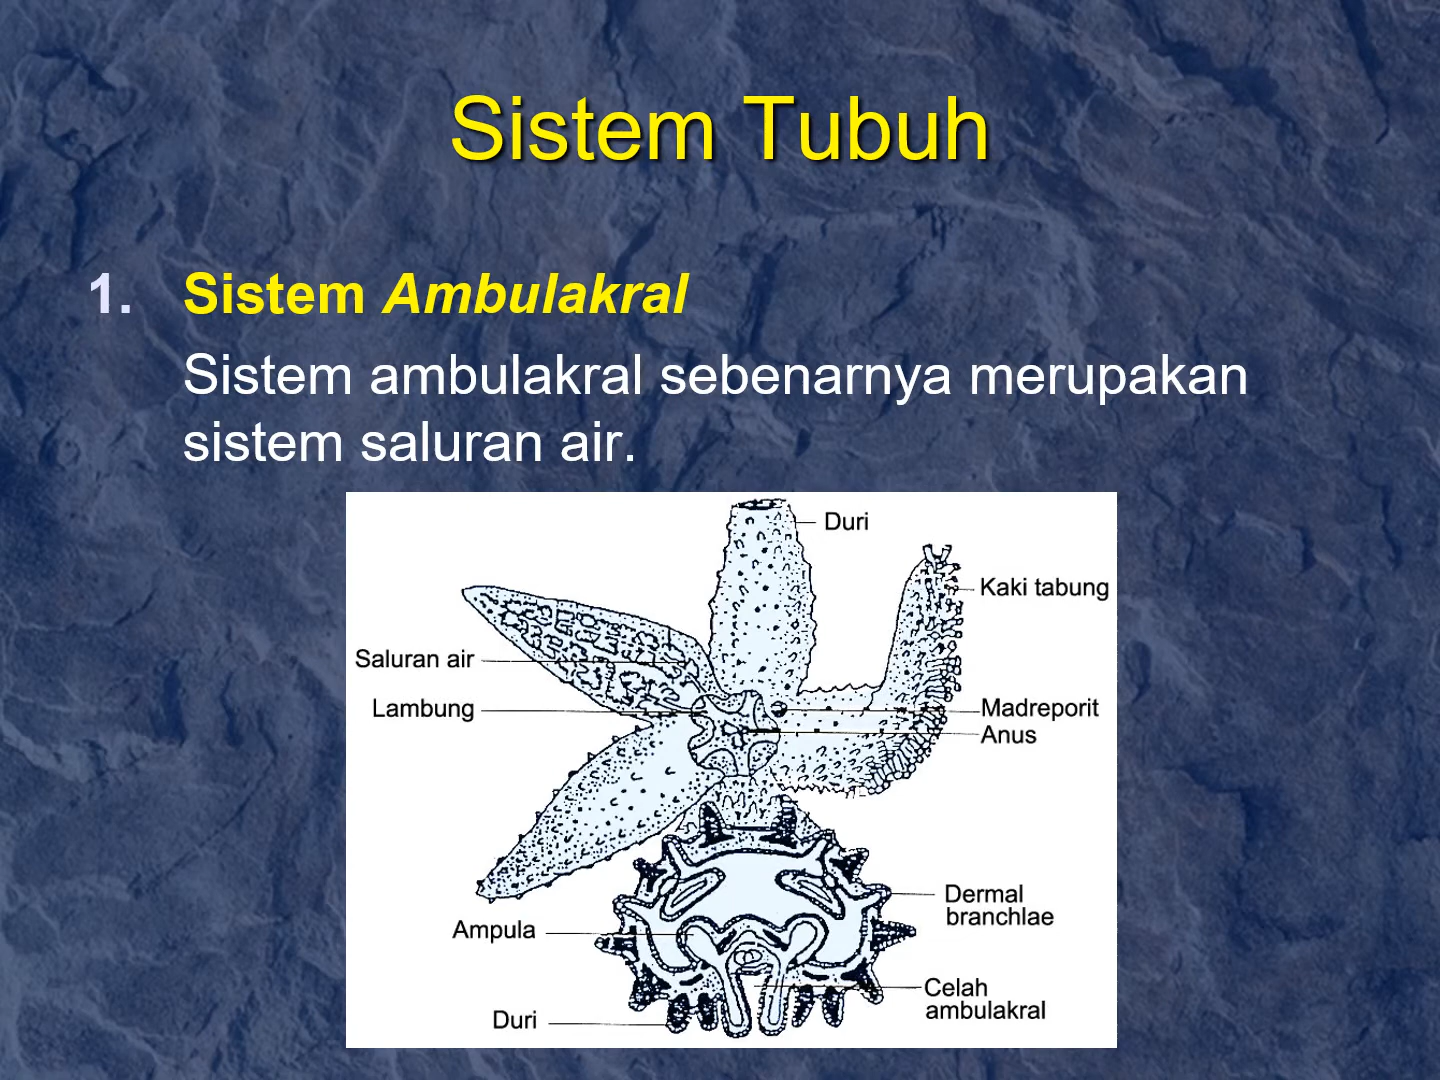 Sistem Tubuh
1. Sistem Ambulakral
Sistem ambulakral sebenarnya merupakan
sistem saluran air.
Duri
Kaki tabung
Saluran air
Lambung
Madreporit
Anus
Dermal
branchlae
Ampula
Celah
ambulakral
Duri